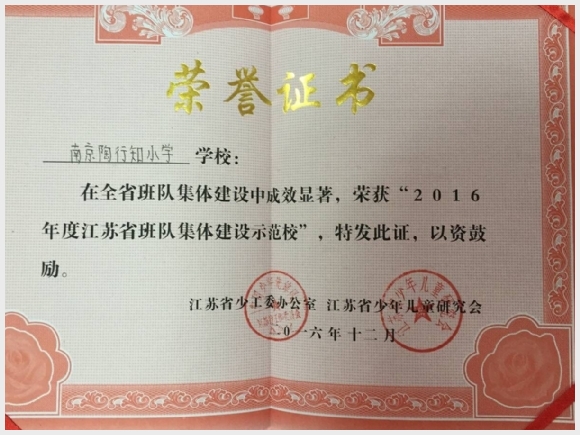 荣誉证书
南京陶行知小学 学校：
在全省班队集体建设中成效显著，荣获“2016
年度江苏省班队集体建设示范校”，特发此证，以资鼓
励。
江苏省少工委办公室 江苏省少年儿童研究会
二〇一六年十二月